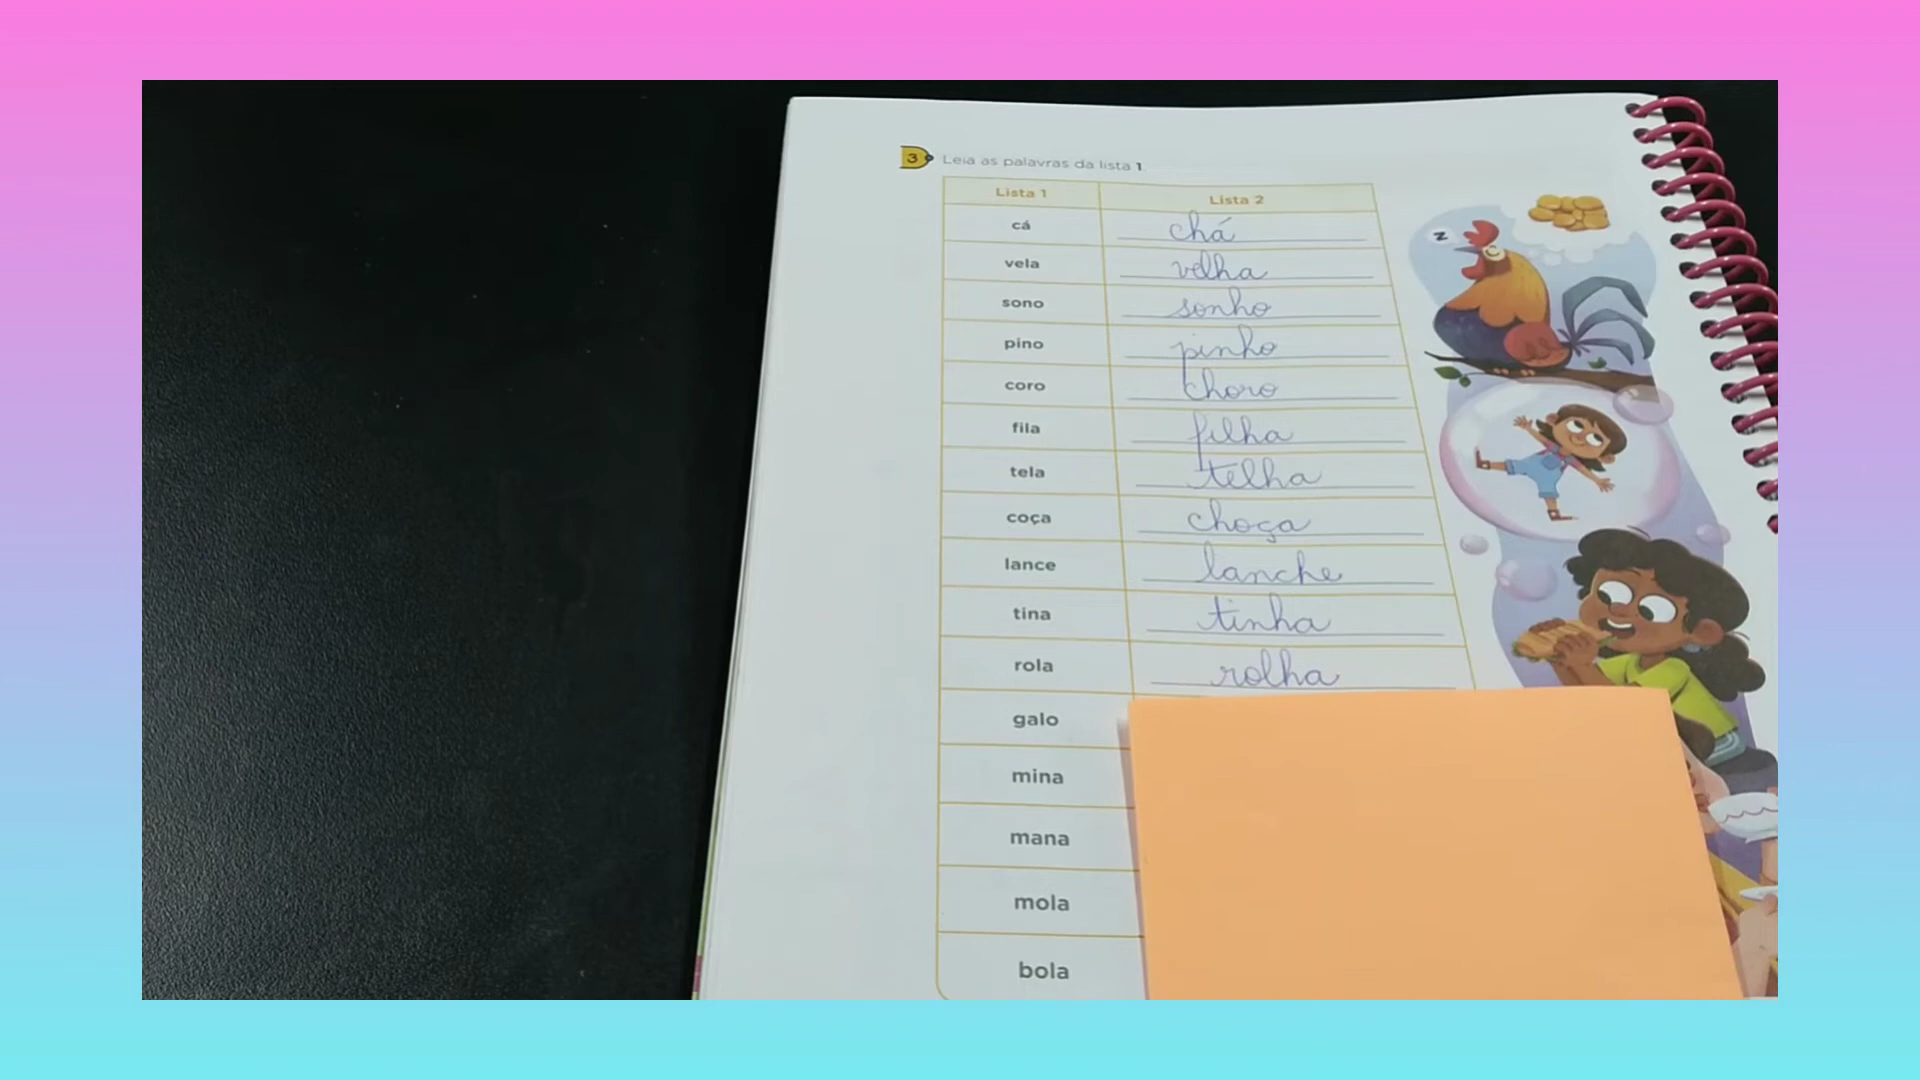 3 Leia as palavras da lista 1
Lista 1 Lista 2
cá chá
vela velha
sono sonho
pino pinho
coro choro
fila filha
tela telha
coça choça
lance lanche
tina tinha
rola rolha
galo
mina
mana
mola
bola
z